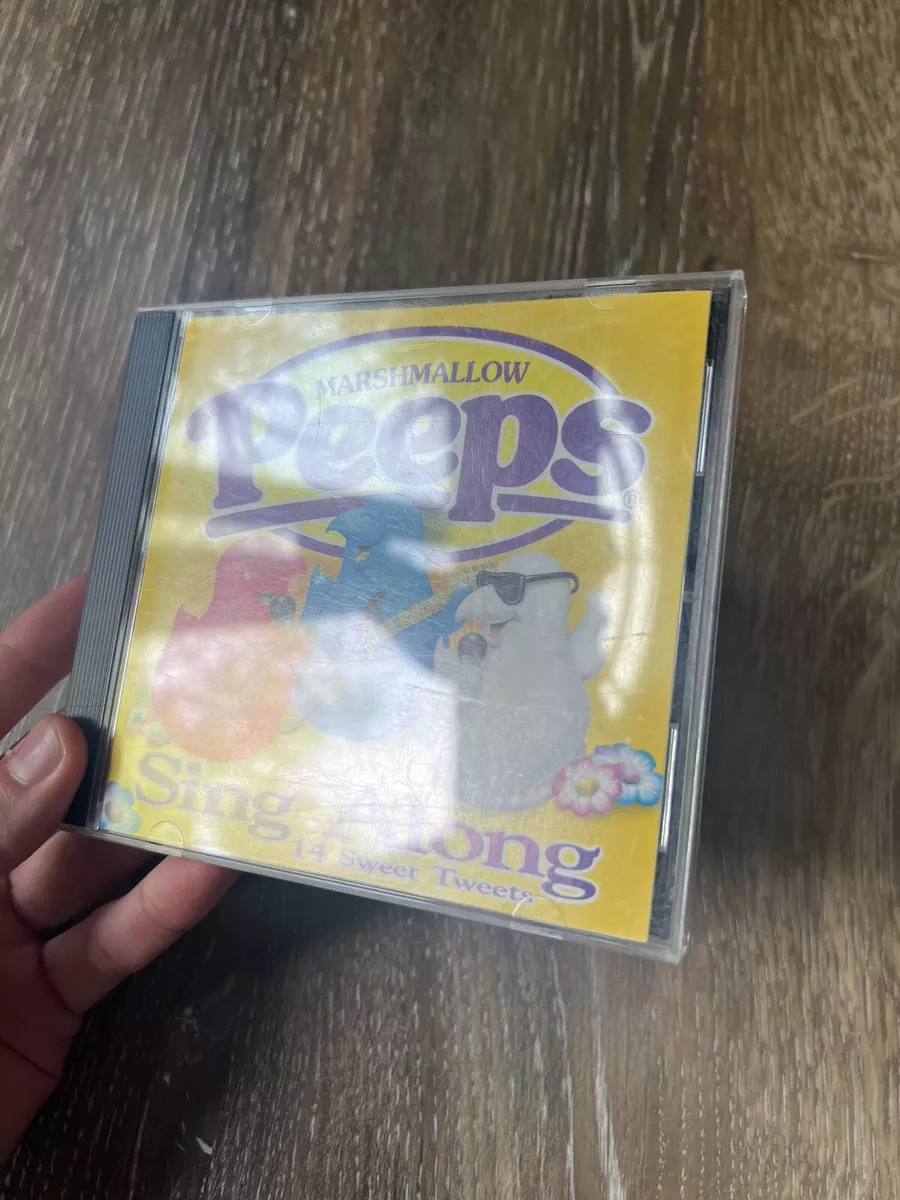 MARSHMALLOW
Peeps®
Sing Along
14 Sweet Tweets